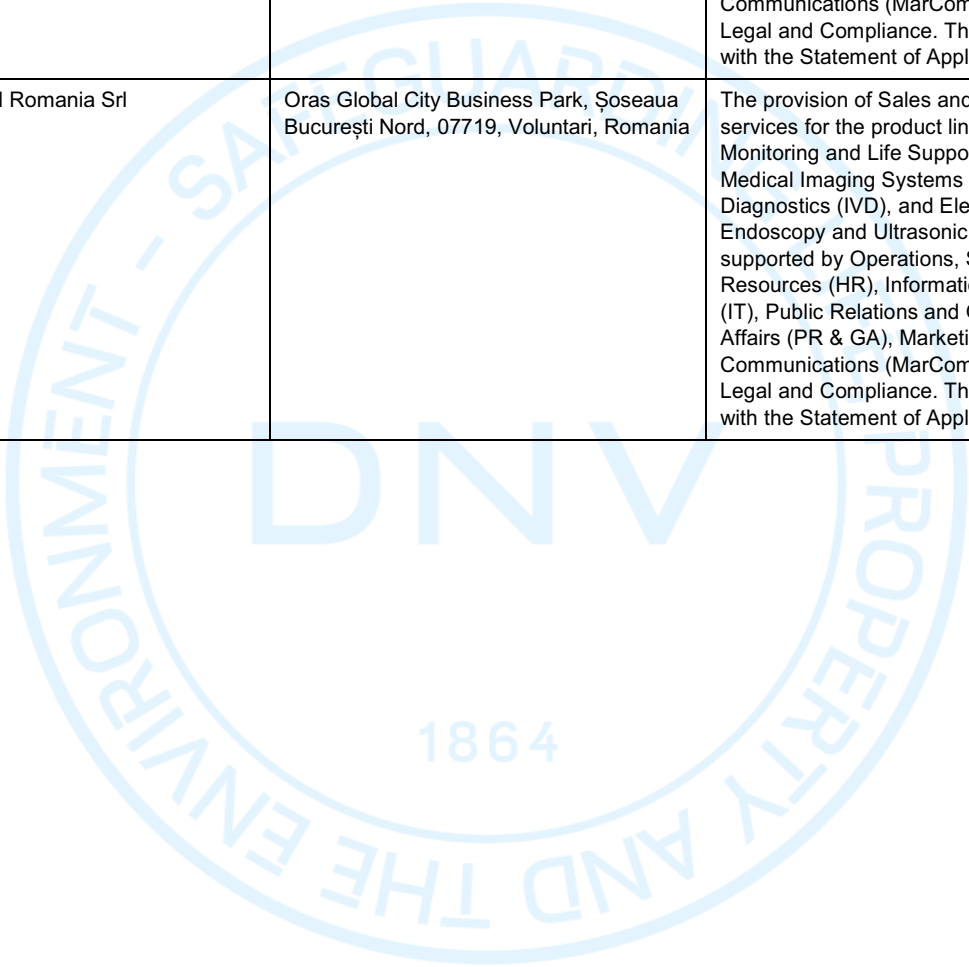 Communications (MarCom
Legal and Compliance. Th
with the Statement of Appl
l Romania Srl
Oras Global City Business Park, Șoseaua
București Nord, 07719, Voluntari, Romania
The provision of Sales and
services for the product lin
Monitoring and Life Suppo
Medical Imaging Systems
Diagnostics (IVD), and Ele
Endoscopy and Ultrasonic
supported by Operations, S
Resources (HR), Informati
(IT), Public Relations and
Affairs (PR & GA), Marketi
Communications (MarCom
Legal and Compliance. Th
with the Statement of Appl
SAFEGUARDING LIFE, PROPERTY AND THE ENVIRONMENT -
DNV
1864